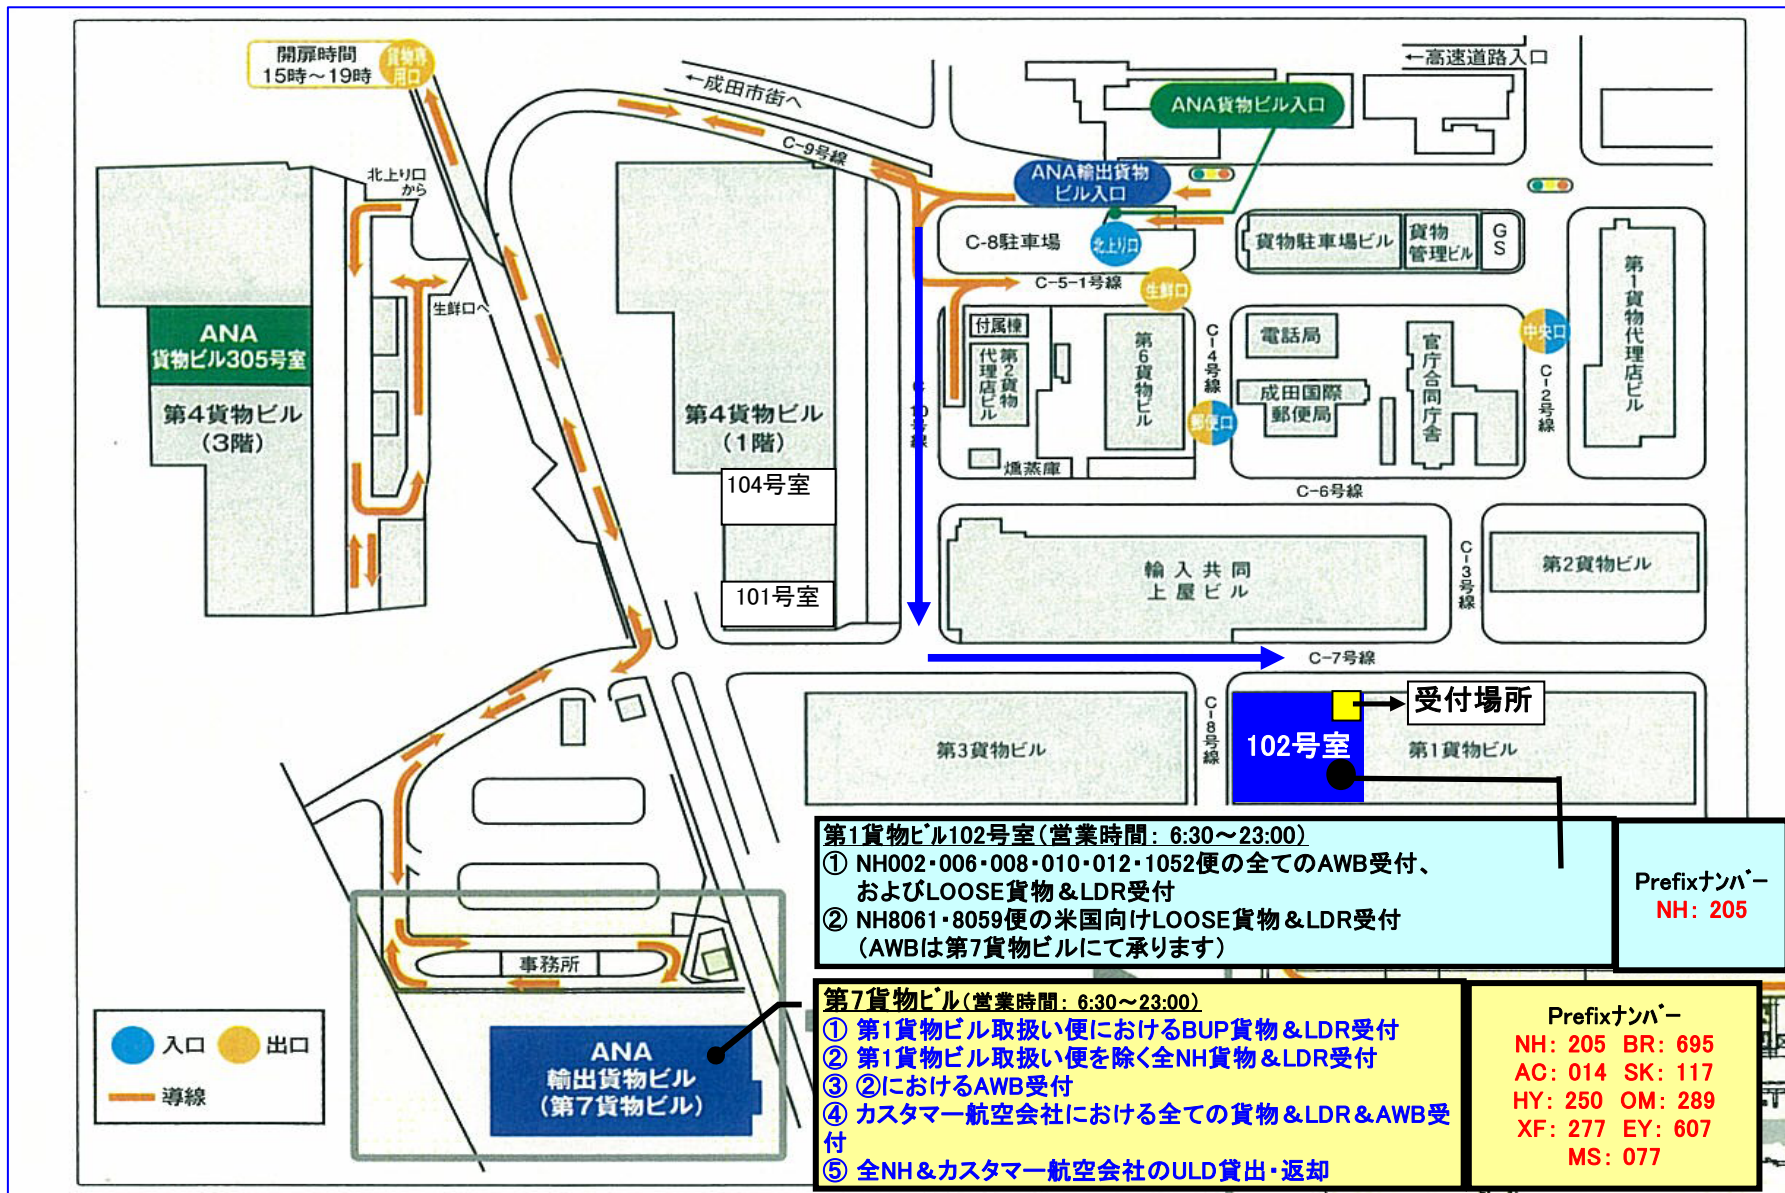 開扉時間
15時～19時
貨物専
用口
←成田市街へ
←高速道路入口
ANA貨物ビル入口
C-9号線
北上り口
から
ANA輸出貨物
ビル入口
C-8駐車場
北上り口
貨物駐車場ビル
貨物
管理ビル
GS
第1貨物代理店ビル
C-5-1号線
生鮮口
生鮮口へ
ANA
貨物ビル305号室
付属棟
第2貨物
代理店ビル
第6貨物ビル
C-4号線
電話局
官庁合同庁舎
中央口
C-2号線
成田国際
郵便局
郵便口
第4貨物ビル
(3階)
第4貨物ビル
(1階)
C-10号線
燻蒸庫
104号室
C-6号線
輸入共同
上屋ビル
C-3号線
第2貨物ビル
101号室
C-7号線
受付場所
第3貨物ビル
C-8号線
102号室
第1貨物ビル
第1貨物ビル102号室(営業時間: 6:30～23:00)
① NH002・006・008・010・012・1052便の全てのAWB受付、
およびLOOSE貨物＆LDR受付
② NH8061・8059便の米国向けLOOSE貨物＆LDR受付
(AWBは第7貨物ビルにて承ります)
Prefixナンバー
NH: 205
事務所
第7貨物ビル(営業時間: 6:30～23:00)
① 第1貨物ビル取扱い便におけるBUP貨物＆LDR受付
② 第1貨物ビル取扱い便を除く全NH貨物＆LDR受付
③ ②におけるAWB受付
④ カスタマー航空会社における全ての貨物＆LDR＆AWB受
付
⑤ 全NH＆カスタマー航空会社のULD貸出・返却
Prefixナンバー
NH: 205 BR: 695
AC: 014 SK: 117
HY: 250 OM: 289
XF: 277 EY: 607
MS: 077
入口 出口
導線
ANA
輸出貨物ビル
(第7貨物ビル)